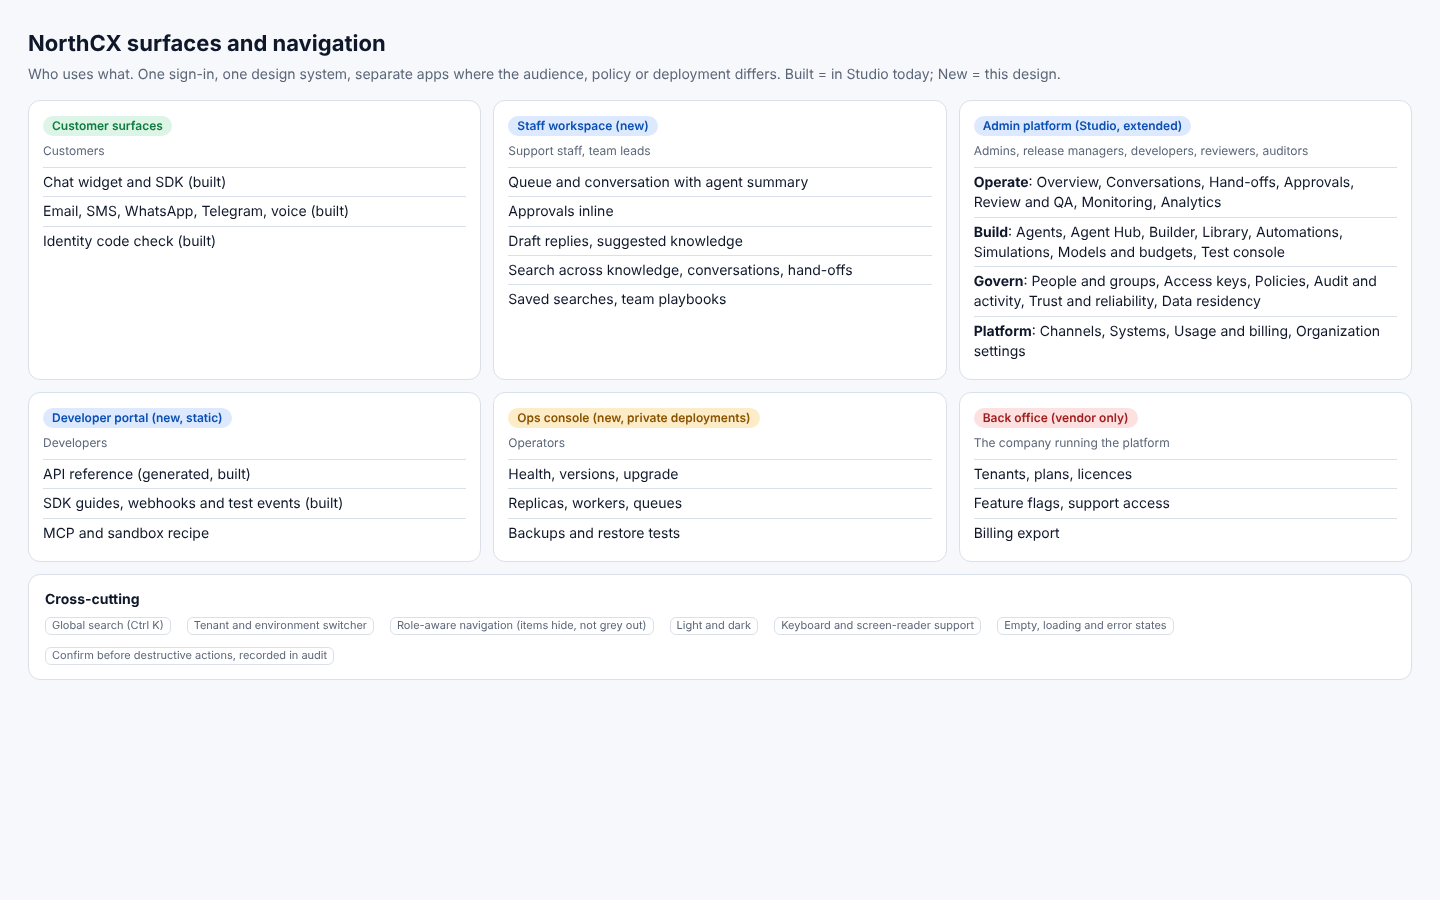 NorthCX surfaces and navigation
Who uses what. One sign-in, one design system, separate apps where the audience, policy or deployment differs. Built = in Studio today; New = this design.
Customer surfaces
Customers
Chat widget and SDK (built)
Email, SMS, WhatsApp, Telegram, voice (built)
Identity code check (built)
Staff workspace (new)
Support staff, team leads
Queue and conversation with agent summary
Approvals inline
Draft replies, suggested knowledge
Search across knowledge, conversations, hand-offs
Saved searches, team playbooks
Admin platform (Studio, extended)
Admins, release managers, developers, reviewers, auditors
Operate: Overview, Conversations, Hand-offs, Approvals,
Review and QA, Monitoring, Analytics
Build: Agents, Agent Hub, Builder, Library, Automations,
Simulations, Models and budgets, Test console
Govern: People and groups, Access keys, Policies, Audit and
activity, Trust and reliability, Data residency
Platform: Channels, Systems, Usage and billing, Organization
settings
Developer portal (new, static)
Developers
API reference (generated, built)
SDK guides, webhooks and test events (built)
MCP and sandbox recipe
Ops console (new, private deployments)
Operators
Health, versions, upgrade
Replicas, workers, queues
Backups and restore tests
Back office (vendor only)
The company running the platform
Tenants, plans, licences
Feature flags, support access
Billing export
Cross-cutting
Global search (Ctrl K)
Tenant and environment switcher
Role-aware navigation (items hide, not grey out)
Light and dark
Keyboard and screen-reader support
Empty, loading and error states
Confirm before destructive actions, recorded in audit